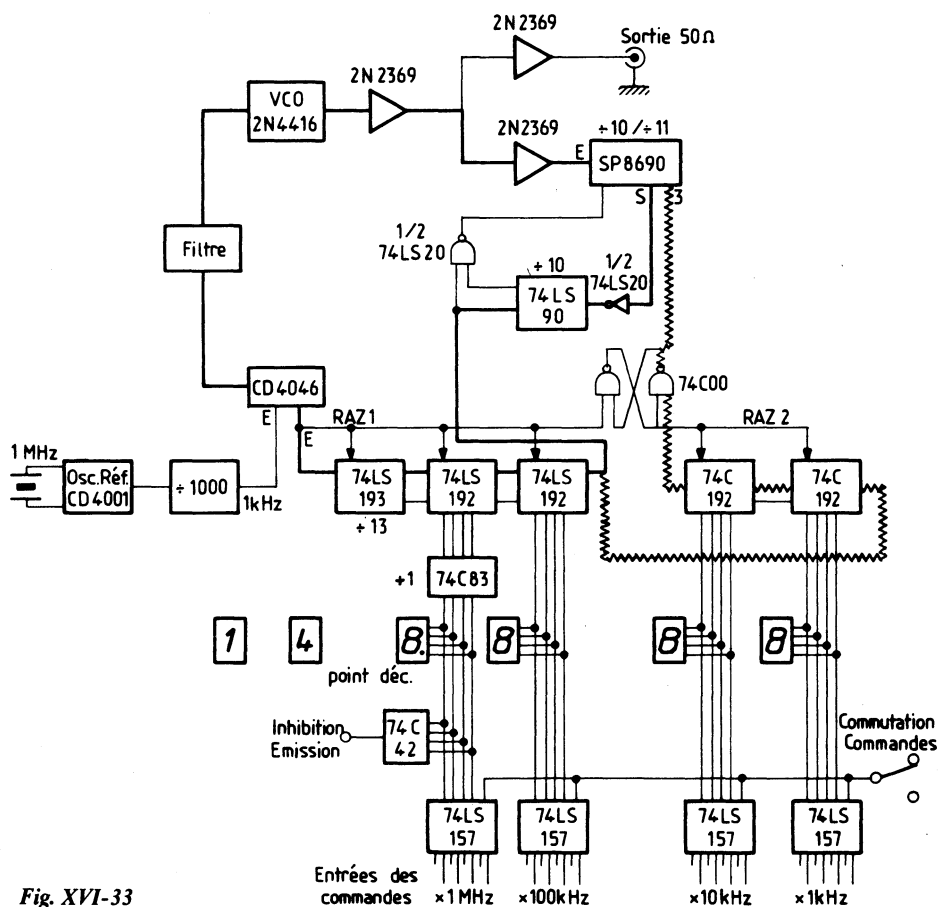 2N2369
Sortie 50Ω
VCO
2N4416
2N2369
2N2369
÷10/÷11
E
SP8690
S
3
1/2
74LS20
÷10
74LS
90
1/2
74LS20
Filtre
CD4046
E
E
RAZ1
74C00
RAZ 2
1 MHz
Osc.Réf.
CD4001
÷1000
1kHz
74LS
193
÷13
74LS
192
74LS
192
74C
192
74C
192
+1
74C83
1
4
8.
8
8
8
point déc.
Inhibition
Emission
74C
42
Commutation
Commandes
74LS
157
74LS
157
74LS
157
74LS
157
Entrées des
commandes
×1MHz
×100kHz
×10kHz
×1kHz
Fig. XVI-33